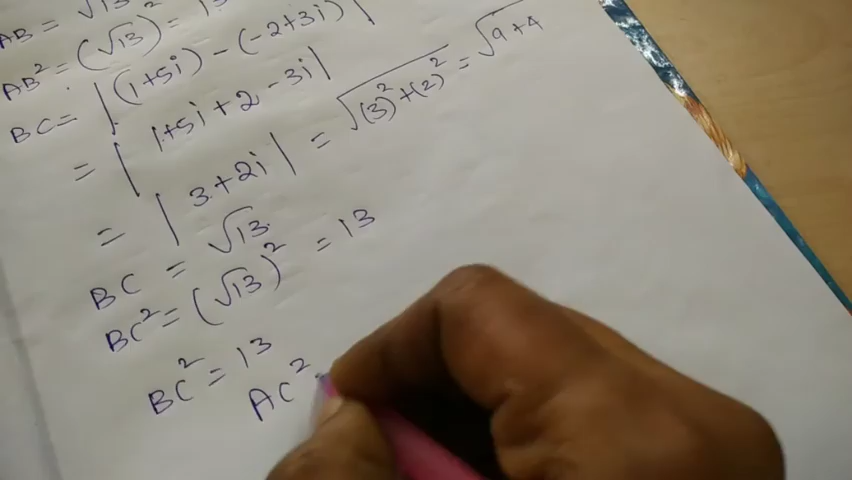 AB = √13
AB² = (√13)² = 13
BC = |(1+5i) - (-2+3i)|
= |1+5i+2-3i|
= |3+2i| = √(3)²+(2)² = √9+4
BC = √13
BC² = (√13)² = 13
BC² = 13
AC²